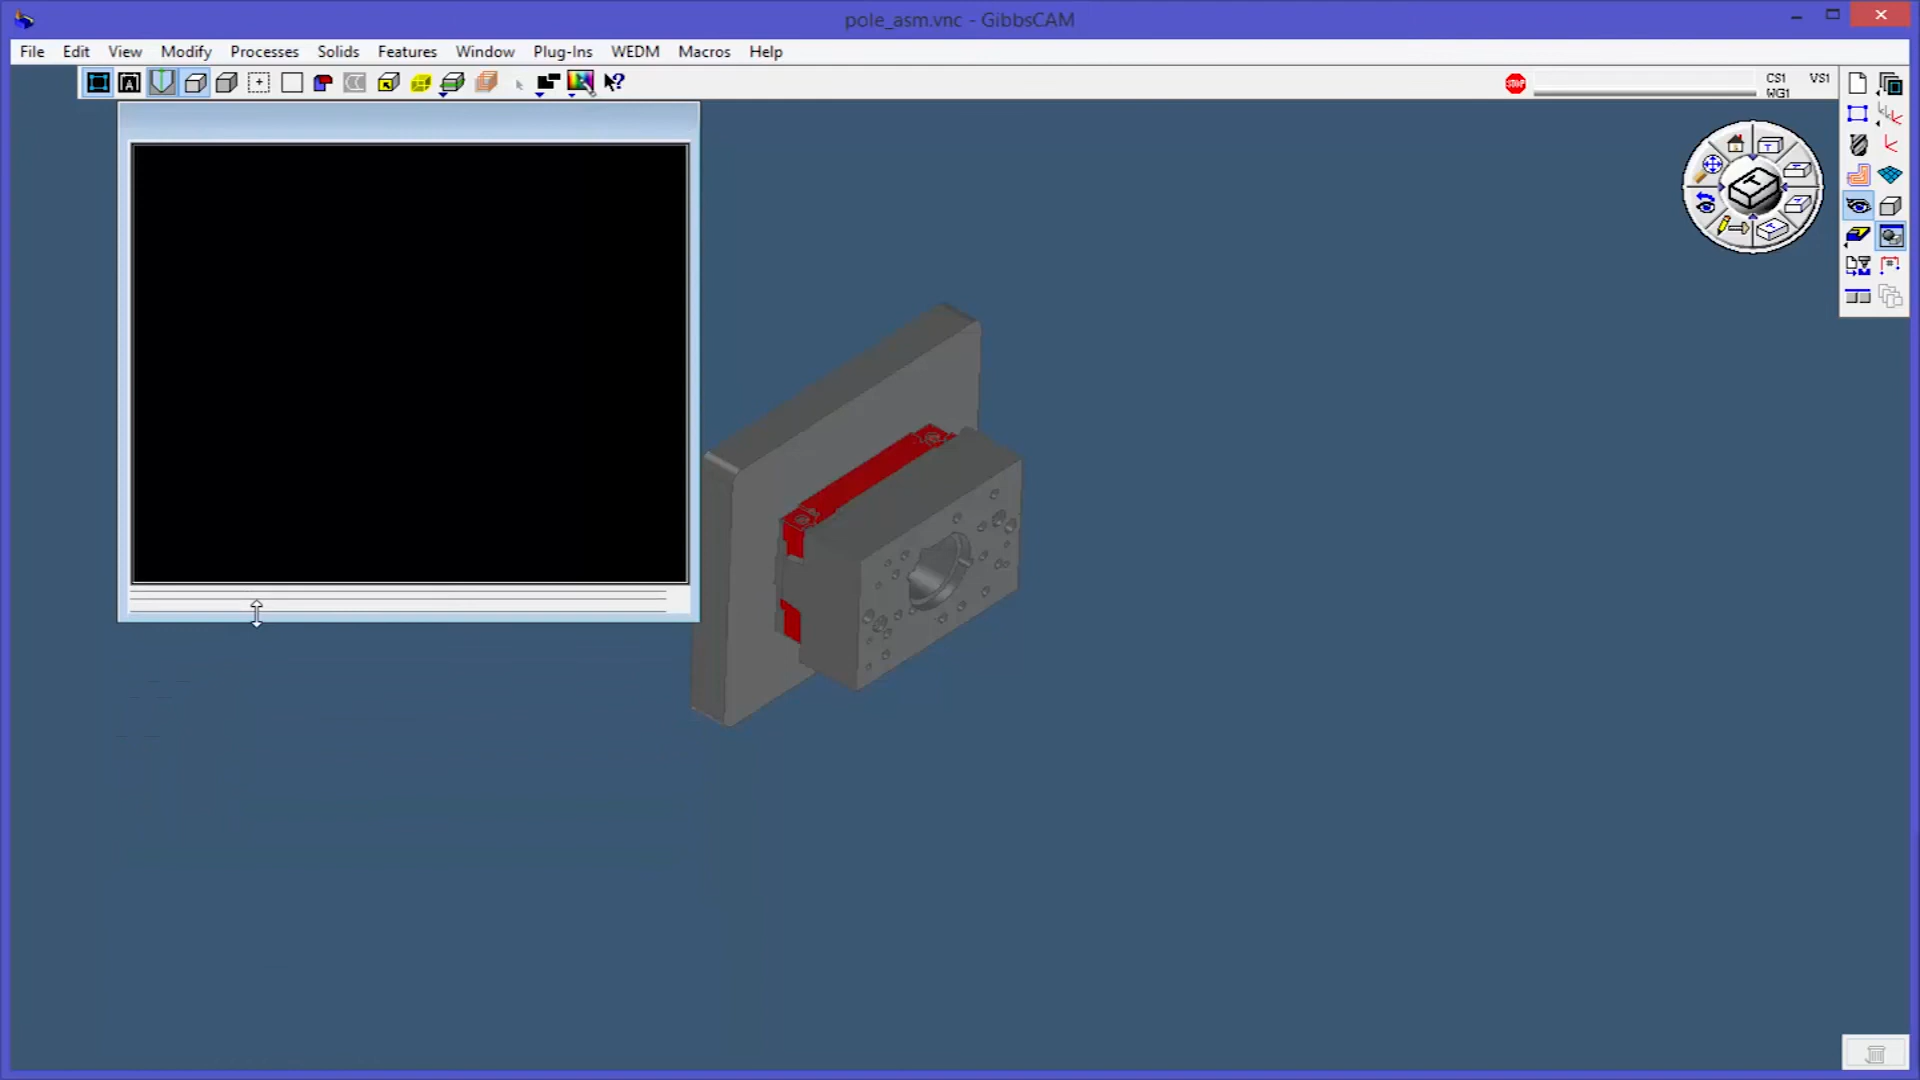 pole_asm.vnc - GibbsCAM
File Edit View Modify Processes Solids Features Window Plug-Ins WEDM Macros Help
STOP
CS1 VS1
WG1